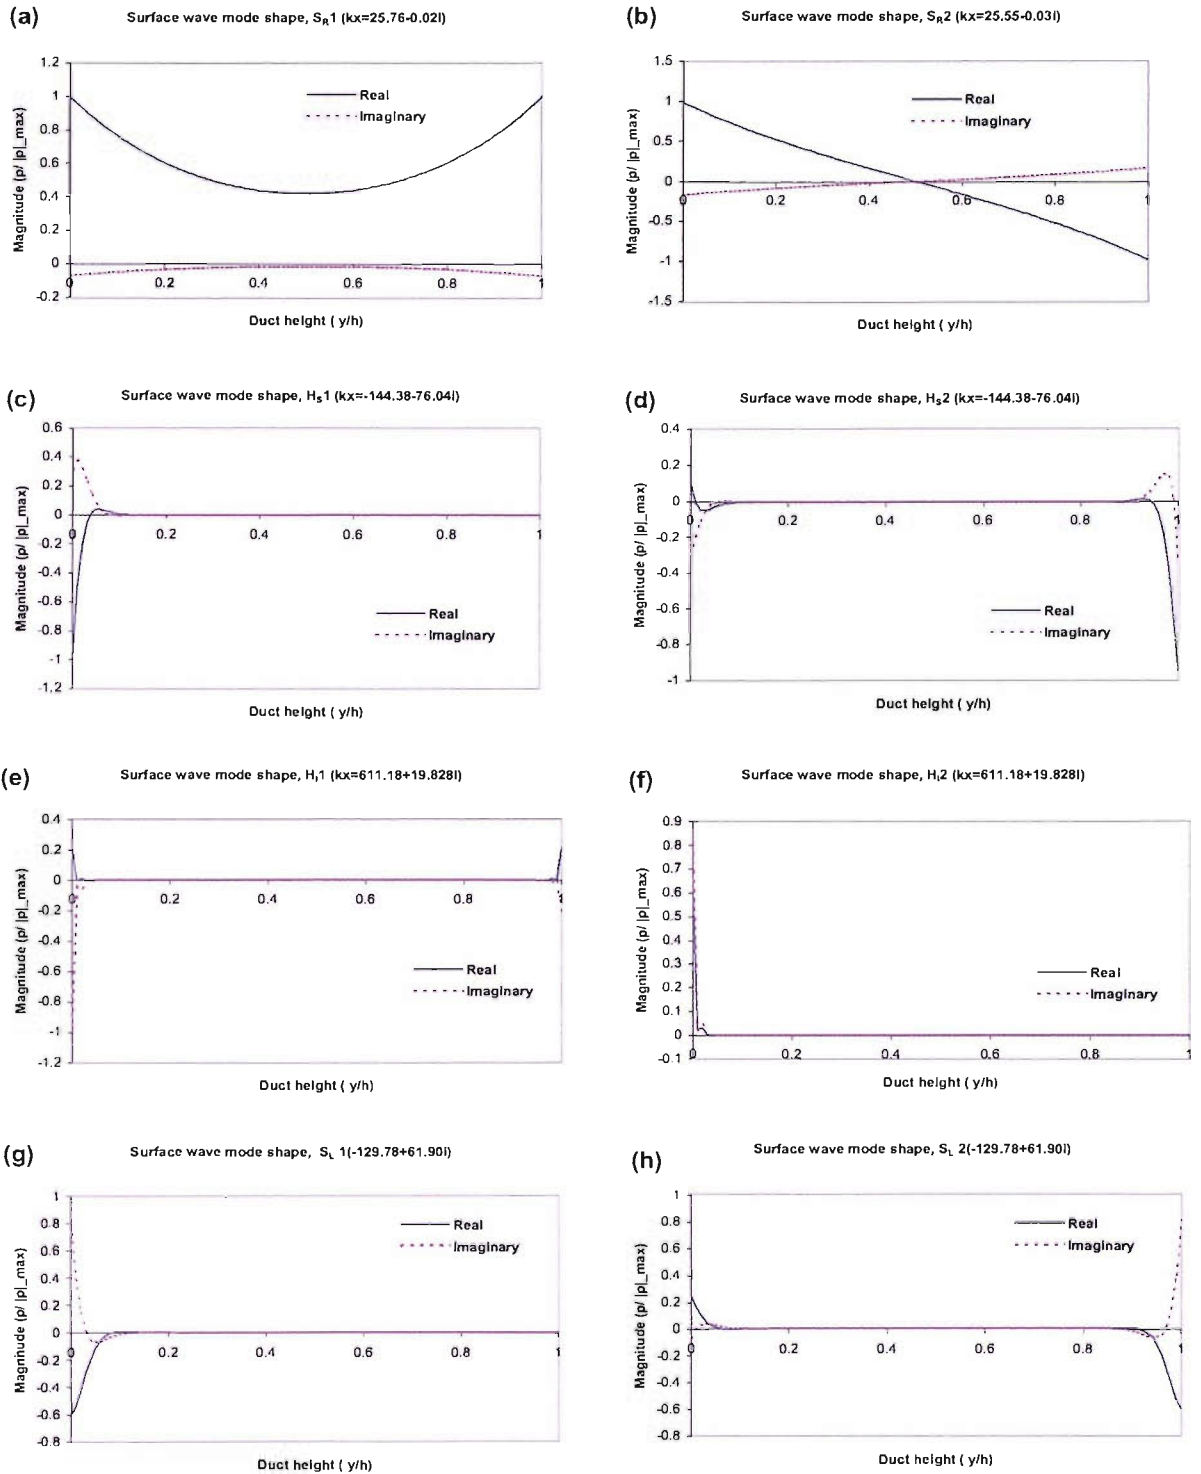 (a)
Surface wave mode shape, SR1 (kx=25.76-0.02I)
Magnitude (p/ |p|_max)
1.2
1
0.8
0.6
0.4
0.2
0
-0.2
0 0.2 0.4 0.6 0.8 1
Real
Imaginary
Duct height ( y/h)
(b)
Surface wave mode shape, SR2 (kx=25.55-0.03I)
Magnitude (p/ |p|_max)
1.5
1
0.5
0
-0.5
-1
-1.5
0 0.2 0.4 0.6 0.8 1
Real
Imaginary
Duct height ( y/h)
(c)
Surface wave mode shape, HS1 (kx=-144.38-76.04I)
Magnitude (p/ |p|_max)
0.6
0.4
0.2
0
-0.2
-0.4
-0.6
-0.8
-1
-1.2
0 0.2 0.4 0.6 0.8 1
Real
Imaginary
Duct height ( y/h)
(d)
Surface wave mode shape, HS2 (kx=-144.38-76.04I)
Magnitude (p/ |p|_max)
0.4
0.2
0
-0.2
-0.4
-0.6
-0.8
-1
0 0.2 0.4 0.6 0.8 1
Real
Imaginary
Duct height ( y/h)
(e)
Surface wave mode shape, HI1 (kx=611.18+19.828I)
Magnitude (p/ |p|_max)
0.4
0.2
0
-0.2
-0.4
-0.6
-0.8
-1
-1.2
0 0.2 0.4 0.6 0.8 1
Real
Imaginary
Duct height ( y/h)
(f)
Surface wave mode shape, HI2 (kx=611.18+19.828I)
Magnitude (p/ |p|_max)
0.9
0.8
0.7
0.6
0.5
0.4
0.3
0.2
0.1
0
-0.1
0 0.2 0.4 0.6 0.8 1
Real
Imaginary
Duct height ( y/h)
(g)
Surface wave mode shape, SL 1(-129.78+61.90I)
Magnitude (p/ |p|_max)
1
0.8
0.6
0.4
0.2
0
-0.2
-0.4
-0.6
-0.8
0 0.2 0.4 0.6 0.8 1
Real
Imaginary
Duct height ( y/h)
(h)
Surface wave mode shape, SL 2(-129.78+61.90I)
Magnitude (p/ |p|_max)
1
0.8
0.6
0.4
0.2
0
-0.2
-0.4
-0.6
-0.8
0 0.2 0.4 0.6 0.8 1
Real
Imaginary
Duct height ( y/h)